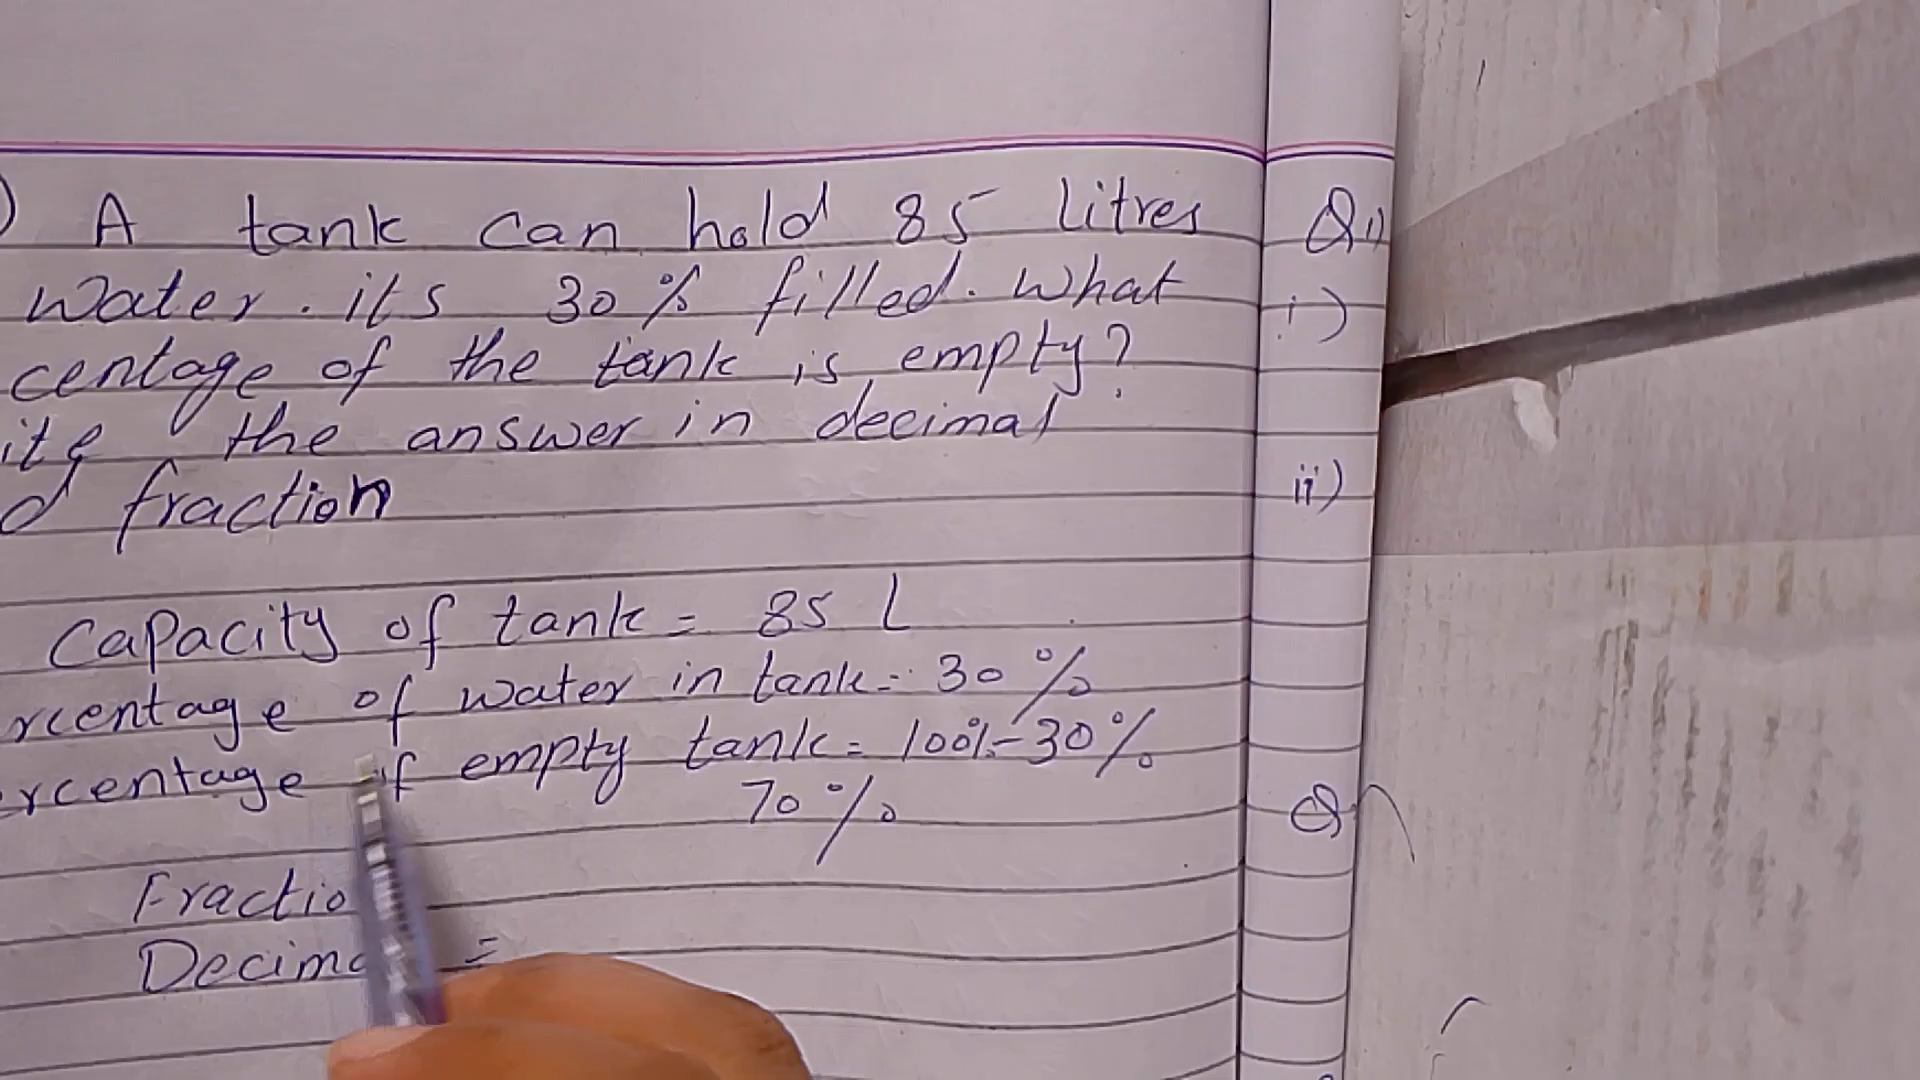 ) A tank can hold 85 litres
water. its 30% filled. What
centage of the tank is empty?
ite the answer in decimal
d fraction
Capacity of tank = 85 L
rcentage of water in tank = 30%
ercentage of empty tank = 100%-30%
70%
Fractio
Decima =
Q1)
i)
ii)
Q